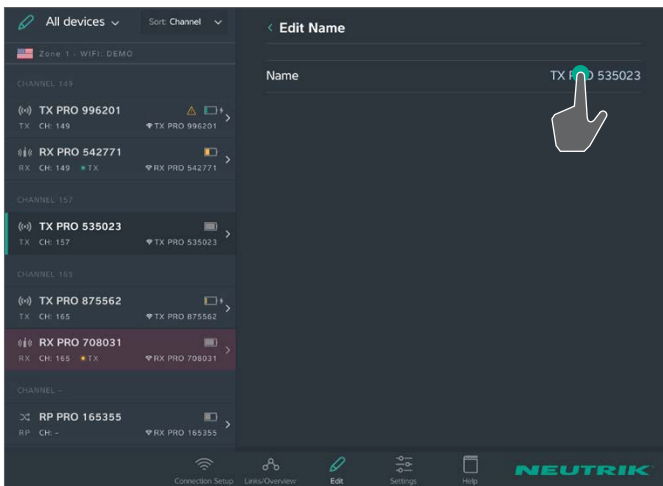 All devices
Sort: Channel
Zone 1 - WIFI: DEMO
CHANNEL 149
TX PRO 996201
TX CH: 149 TX PRO 996201
RX PRO 542771
RX CH: 149 TX RX PRO 542771
CHANNEL 157
TX PRO 535023
TX CH: 157 TX PRO 535023
CHANNEL 165
TX PRO 875562
TX CH: 165 TX PRO 875562
RX PRO 708031
RX CH: 165 TX RX PRO 708031
CHANNEL -
RP PRO 165355
RP CH: - RX PRO 165355
Edit Name
Name TX PRO 535023
Connection Setup Links/Overview Edit Settings Help
NEUTRIK